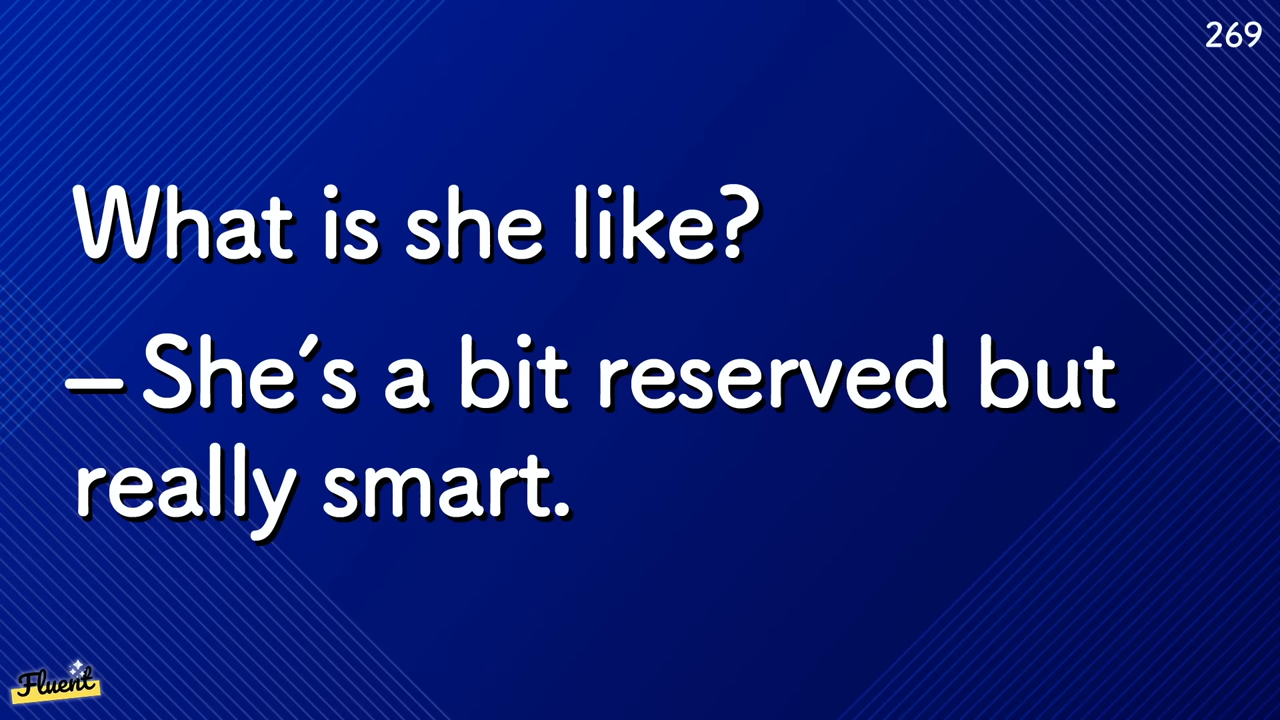 269
What is she like?
– She´s a bit reserved but
really smart.
Fluent